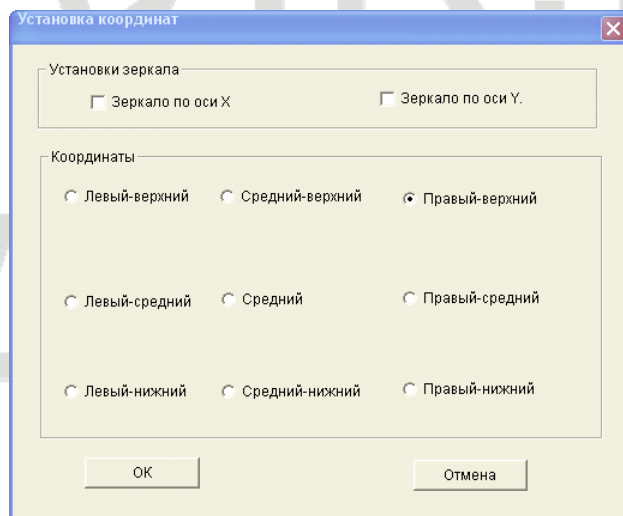 Установка координат
Установки зеркала
Зеркало по оси X
Зеркало по оси Y.
Координаты
Левый-верхний
Средний-верхний
Правый-верхний
Левый-средний
Средний
Правый-средний
Левый-нижний
Средний-нижний
Правый-нижний
OK
Отмена